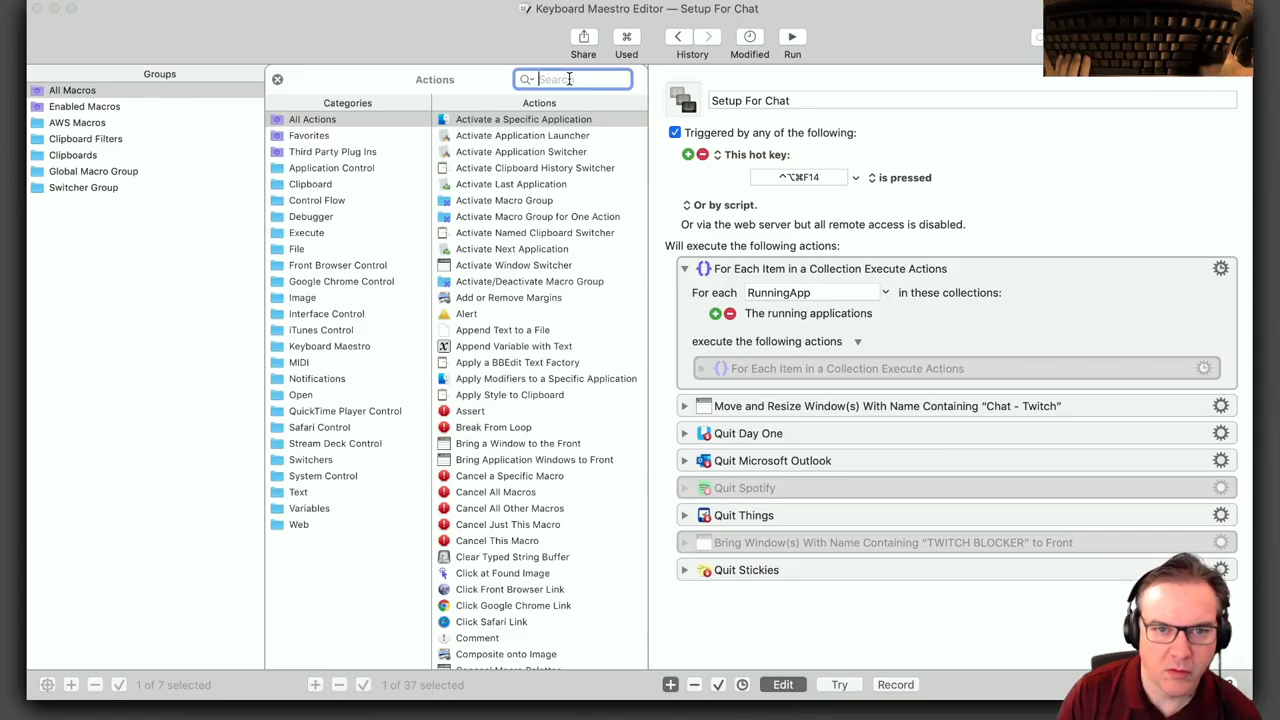 Keyboard Maestro Editor — Setup For Chat
Share
Used
History
Modified
Run
Groups
All Macros
Enabled Macros
AWS Macros
Clipboard Filters
Clipboards
Global Macro Group
Switcher Group
1 of 7 selected
Actions
Search
Categories
All Actions
Favorites
Third Party Plug Ins
Application Control
Clipboard
Control Flow
Debugger
Execute
File
Front Browser Control
Google Chrome Control
Image
Interface Control
iTunes Control
Keyboard Maestro
MIDI
Notifications
Open
QuickTime Player Control
Safari Control
Stream Deck Control
Switchers
System Control
Text
Variables
Web
Actions
Activate a Specific Application
Activate Application Launcher
Activate Application Switcher
Activate Clipboard History Switcher
Activate Last Application
Activate Macro Group
Activate Macro Group for One Action
Activate Named Clipboard Switcher
Activate Next Application
Activate Window Switcher
Activate/Deactivate Macro Group
Add or Remove Margins
Alert
Append Text to a File
Append Variable with Text
Apply a BBEdit Text Factory
Apply Modifiers to a Specific Application
Apply Style to Clipboard
Assert
Break From Loop
Bring a Window to the Front
Bring Application Windows to Front
Cancel a Specific Macro
Cancel All Macros
Cancel All Other Macros
Cancel Just This Macro
Cancel This Macro
Clear Typed String Buffer
Click at Found Image
Click Front Browser Link
Click Google Chrome Link
Click Safari Link
Comment
Composite onto Image
1 of 37 selected
Setup For Chat
Triggered by any of the following:
This hot key:
^⌥⌘F14
is pressed
Or by script.
Or via the web server but all remote access is disabled.
Will execute the following actions:
For Each Item in a Collection Execute Actions
For each RunningApp in these collections:
The running applications
execute the following actions
For Each Item in a Collection Execute Actions
Move and Resize Window(s) With Name Containing “Chat - Twitch”
Quit Day One
Quit Microsoft Outlook
Quit Spotify
Quit Things
Bring Window(s) With Name Containing “TWITCH BLOCKER” to Front
Quit Stickies
Edit
Try
Record